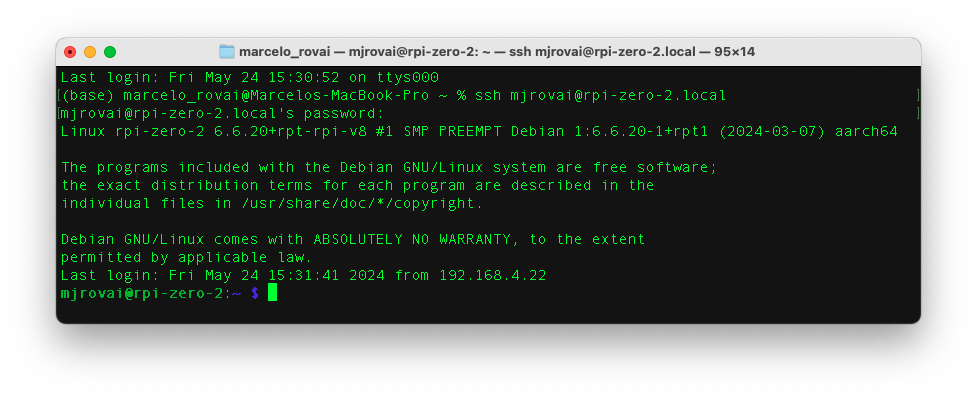 marcelo_rovai — mjrovai@rpi-zero-2: ~ — ssh mjrovai@rpi-zero-2.local — 95×14
Last login: Fri May 24 15:30:52 on ttys000
[(base) marcelo_rovai@Marcelos-MacBook-Pro ~ % ssh mjrovai@rpi-zero-2.local ]
[mjrovai@rpi-zero-2.local's password: ]
Linux rpi-zero-2 6.6.20+rpt-rpi-v8 #1 SMP PREEMPT Debian 1:6.6.20-1+rpt1 (2024-03-07) aarch64
The programs included with the Debian GNU/Linux system are free software;
the exact distribution terms for each program are described in the
individual files in /usr/share/doc/*/copyright.
Debian GNU/Linux comes with ABSOLUTELY NO WARRANTY, to the extent
permitted by applicable law.
Last login: Fri May 24 15:31:41 2024 from 192.168.4.22
mjrovai@rpi-zero-2:~ $